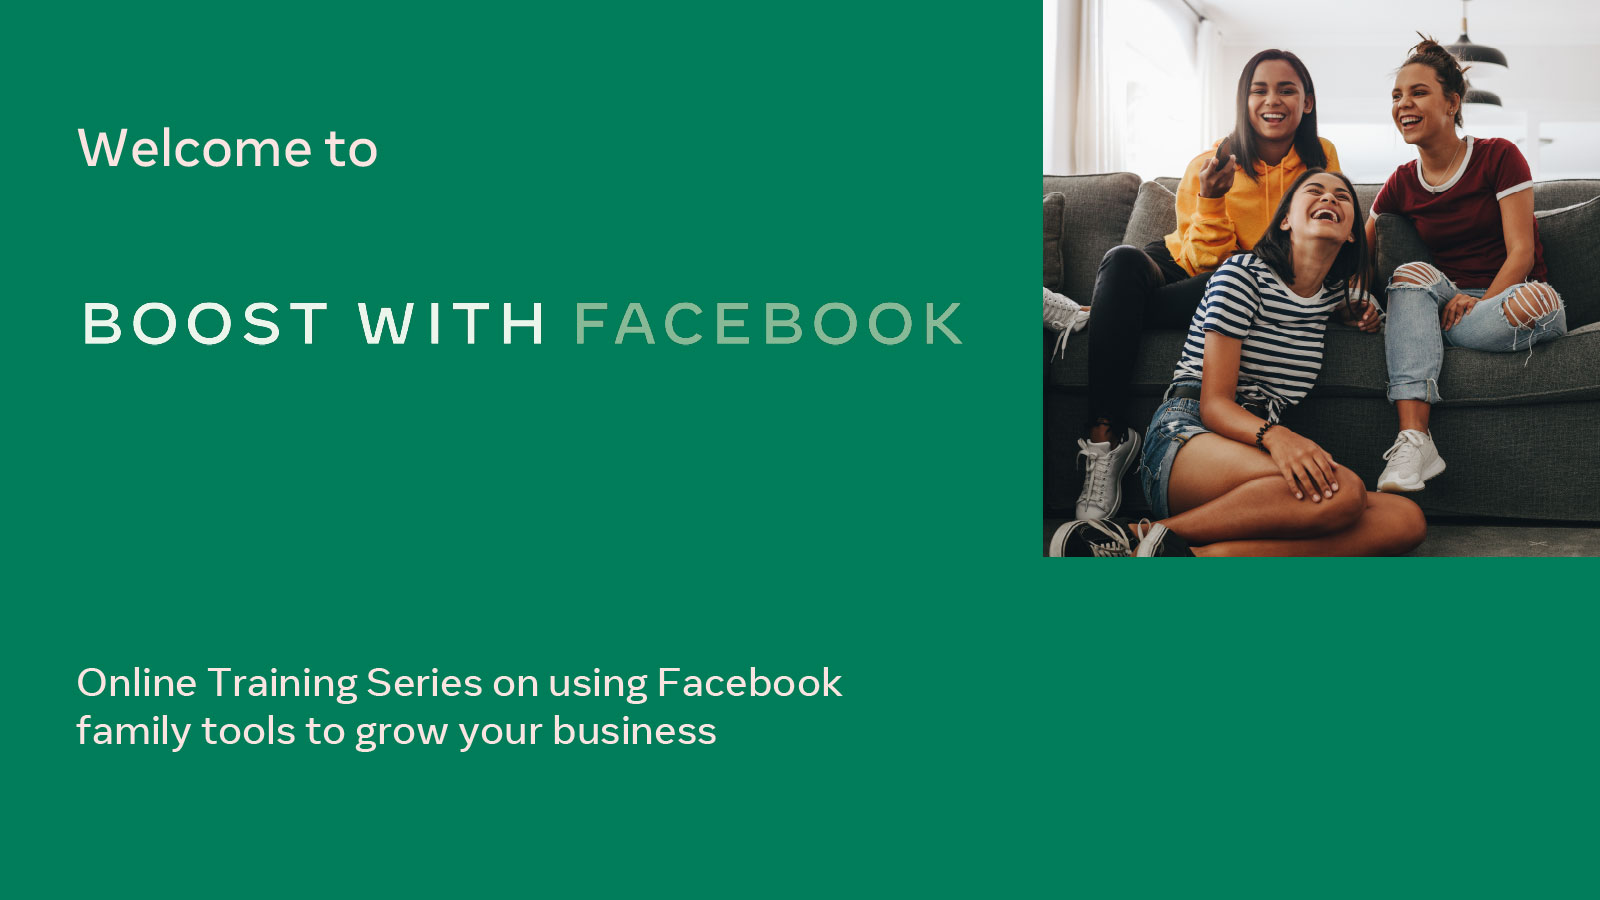 Welcome to
BOOST WITH FACEBOOK
Online Training Series on using Facebook
family tools to grow your business